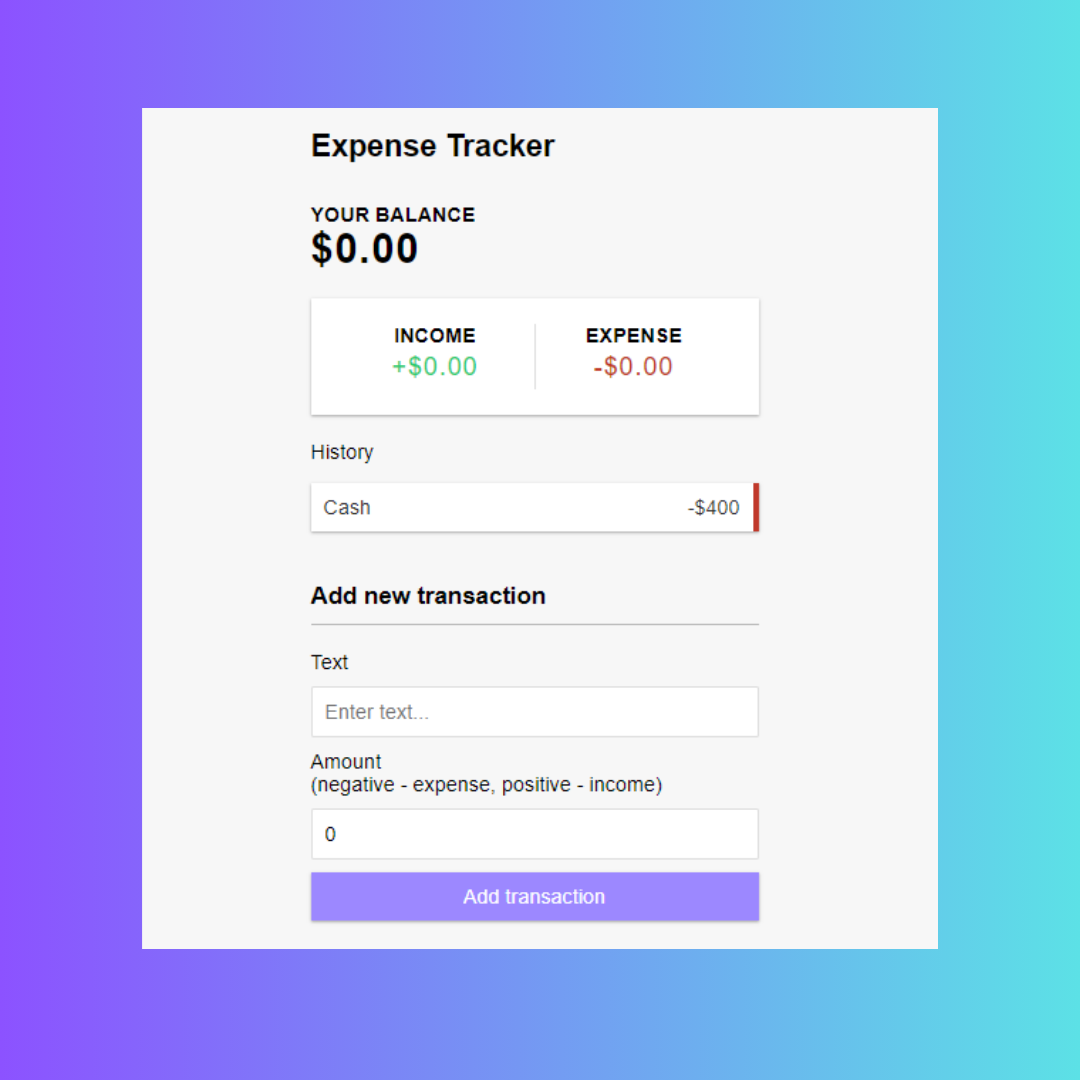 Expense Tracker
YOUR BALANCE
$0.00
INCOME EXPENSE
+$0.00 -$0.00
History
Cash -$400
Add new transaction
Text
Enter text...
Amount
(negative - expense, positive - income)
0
Add transaction